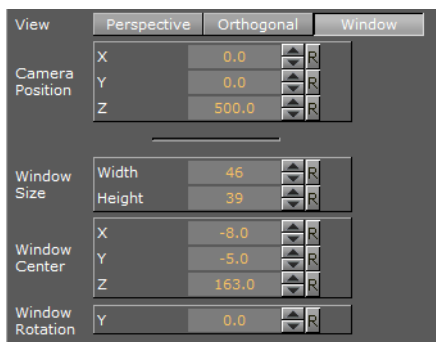 View Perspective Orthogonal Window
Camera Position
X 0.0 R
Y 0.0 R
Z 500.0 R
Window Size
Width 46 R
Height 39 R
Window Center
X -8.0 R
Y -5.0 R
Z 163.0 R
Window Rotation
Y 0.0 R